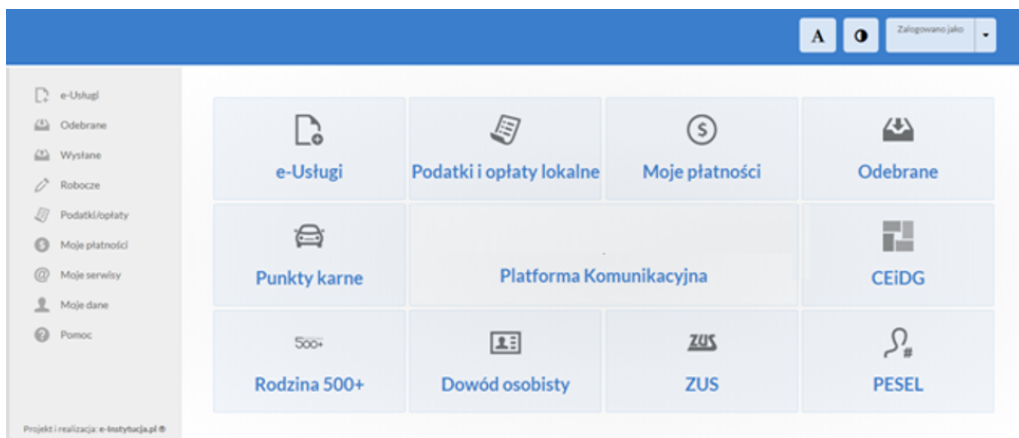 A
Zalogowano jako
e-Usługi
Odebrane
Wysłane
Robocze
Podatki/opłaty
Moje płatności
Moje serwisy
Moje dane
Pomoc
Projekt i realizacja: e-Instytucja.pl ®
e-Usługi
Podatki i opłaty lokalne
Moje płatności
Odebrane
Punkty karne
Platforma Komunikacyjna
CEiDG
500+
Rodzina 500+
Dowód osobisty
ZUS
ZUS
#
PESEL